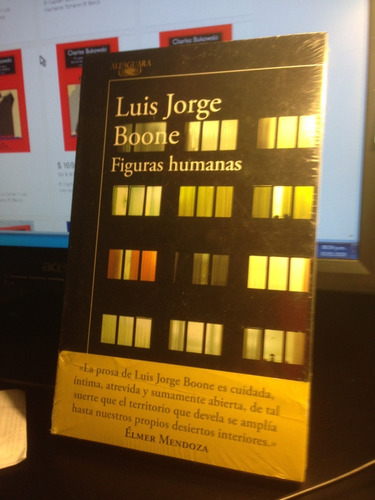 Charles Bukowski
Charles Bukowski
$ 169
ALFAGUARA
Luis Jorge
Boone
Figuras humanas
«La prosa de Luis Jorge Boone es cuidada,
íntima, atrevida y sumamente abierta, de tal
suerte que el territorio que devela se amplía
hasta nuestros propios desiertos interiores.»
ÉLMER MENDOZA
acer